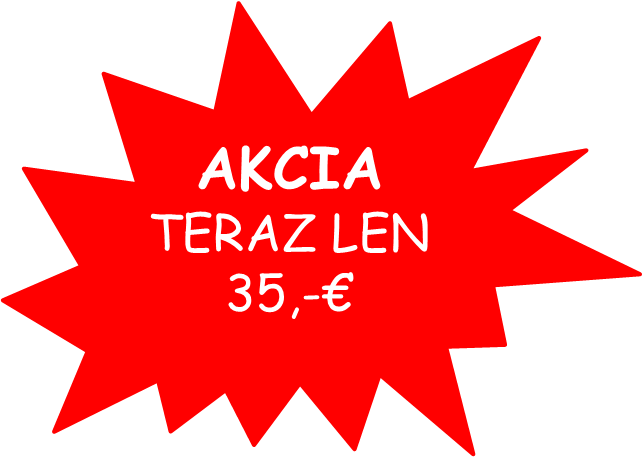 AKCIA
TERAZ LEN
35,-€